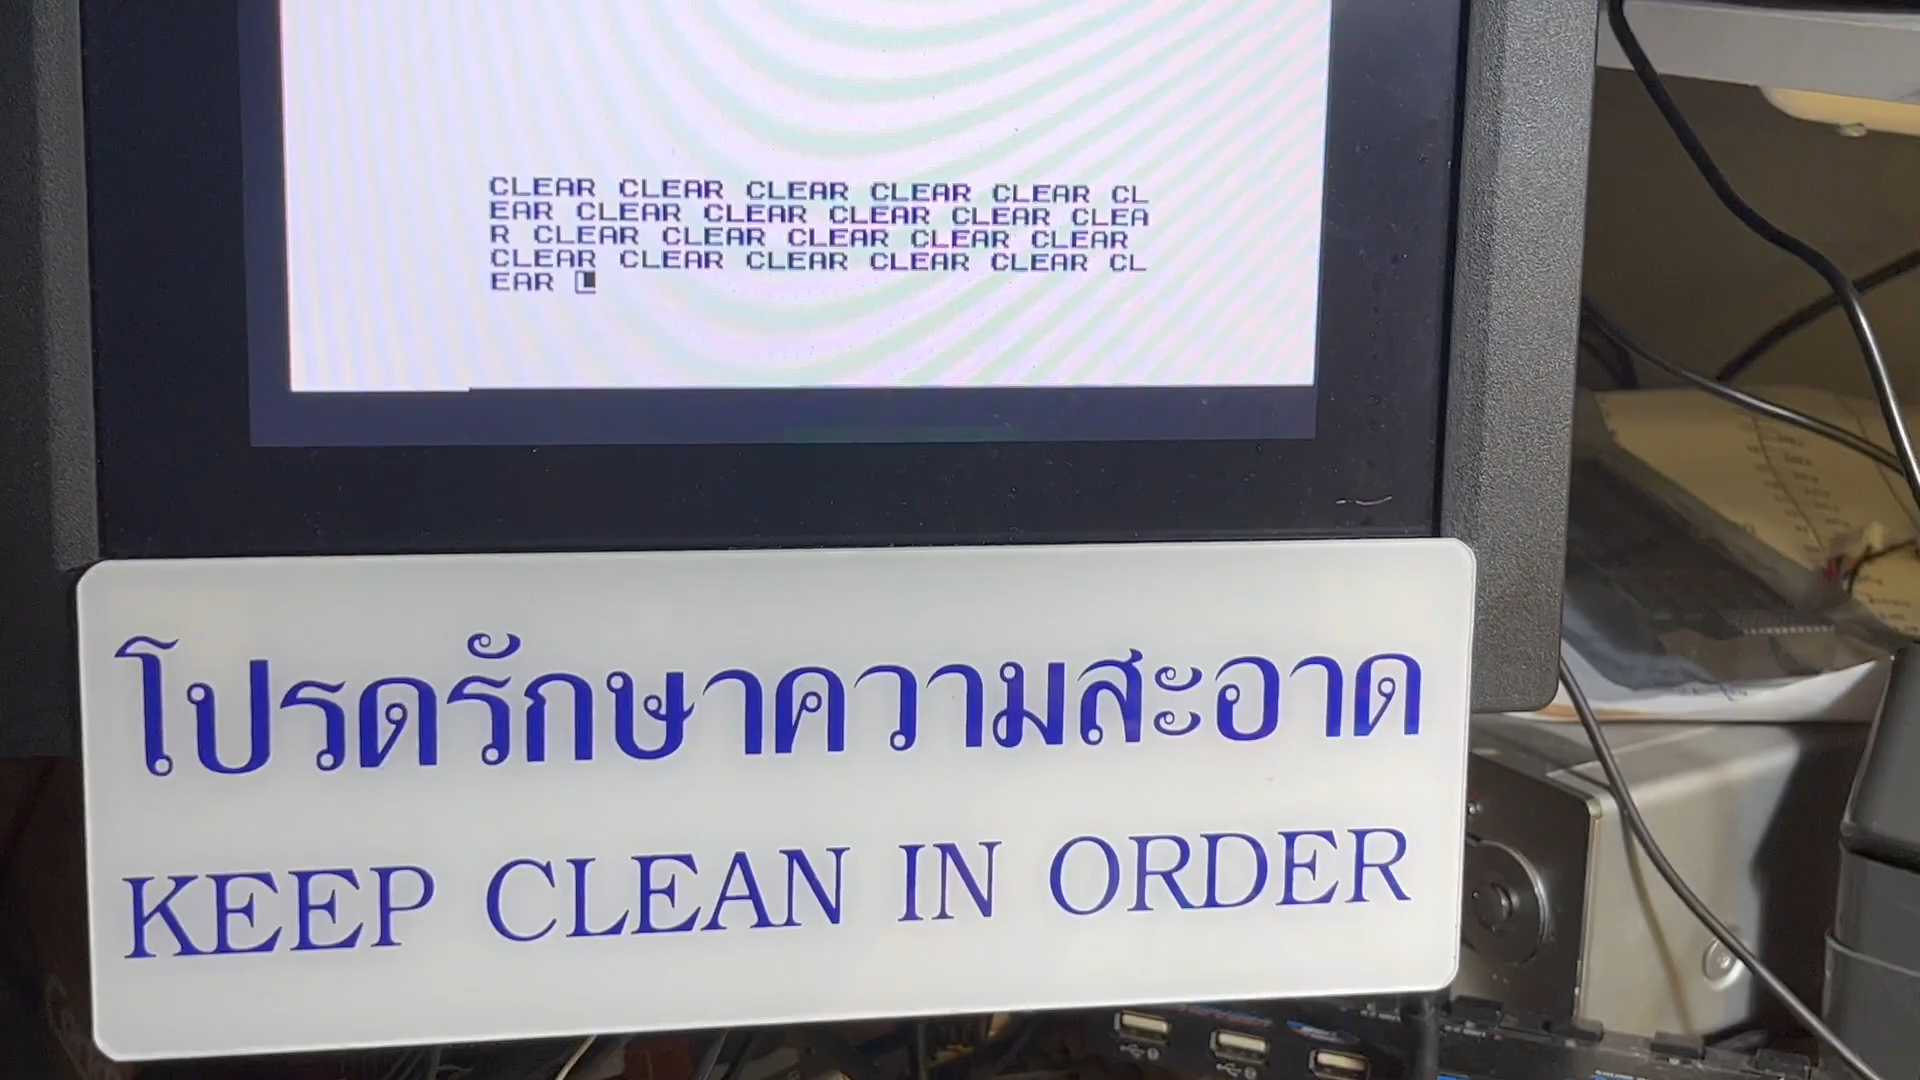 CLEAR CLEAR CLEAR CLEAR CLEAR CL
EAR CLEAR CLEAR CLEAR CLEAR CLEA
R CLEAR CLEAR CLEAR CLEAR CLEAR
CLEAR CLEAR CLEAR CLEAR CLEAR CL
EAR L
โปรดรักษาความสะอาด
KEEP CLEAN IN ORDER